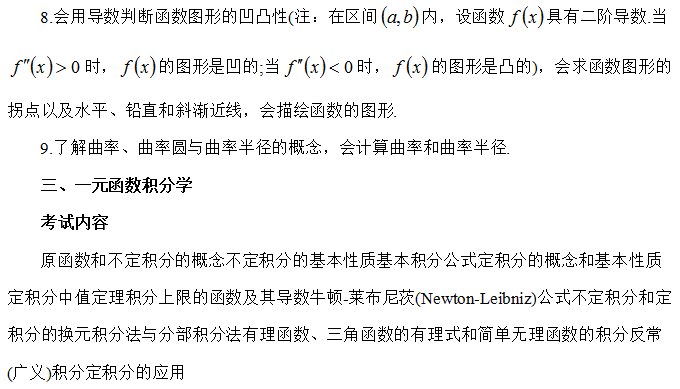 8.会用导数判断函数图形的凹凸性(注：在区间(a,b)内，设函数f(x)具有二阶导数.当
f″(x)>0时，f(x)的图形是凹的;当f″(x)<0时，f(x)的图形是凸的)，会求函数图形的
拐点以及水平、铅直和斜渐近线，会描绘函数的图形.
9.了解曲率、曲率圆与曲率半径的概念，会计算曲率和曲率半径.
三、一元函数积分学
考试内容
原函数和不定积分的概念不定积分的基本性质基本积分公式定积分的概念和基本性质
定积分中值定理积分上限的函数及其导数牛顿-莱布尼茨(Newton-Leibniz)公式不定积分和定
积分的换元积分法与分部积分法有理函数、三角函数的有理式和简单无理函数的积分反常
(广义)积分定积分的应用